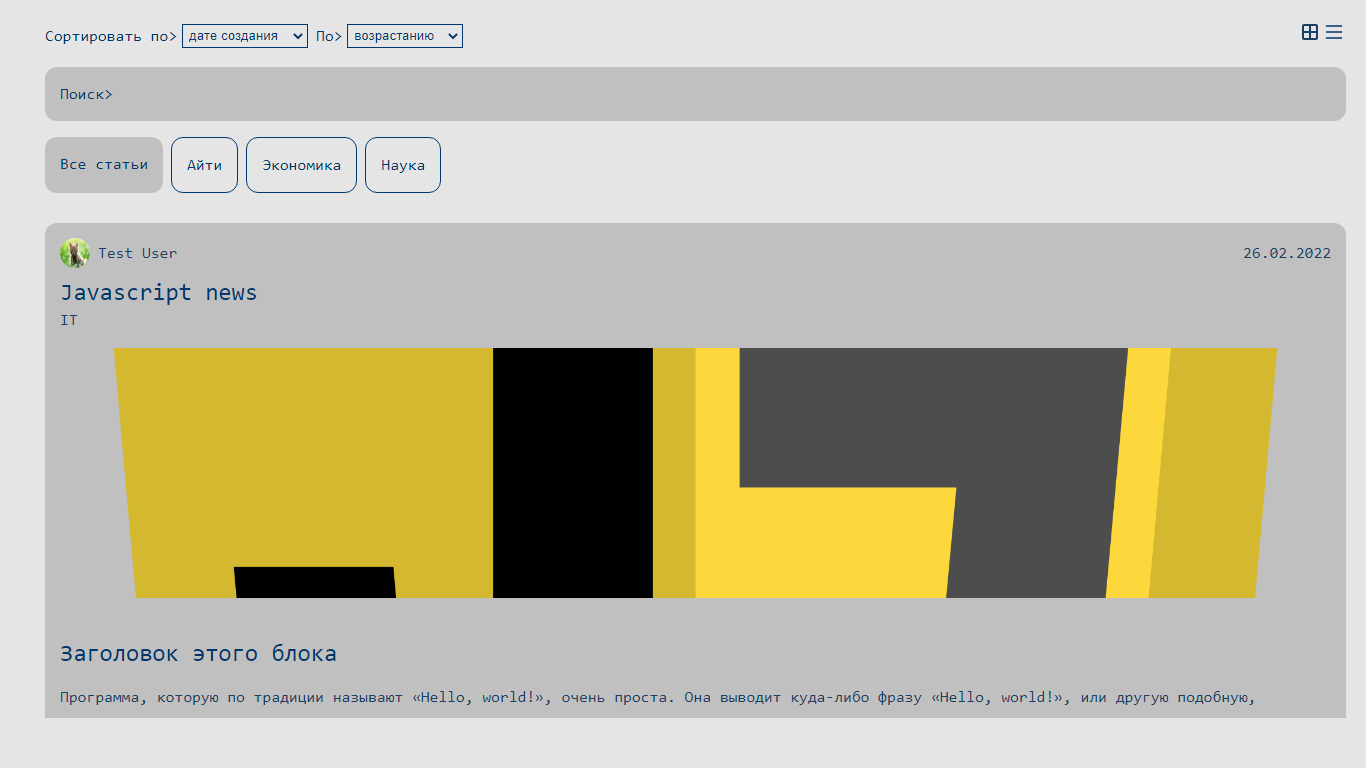 Сортировать по> дате создания По> возрастанию
Поиск>
Все статьи Айти Экономика Наука
Test User 26.02.2022
Javascript news
IT
Заголовок этого блока
Программа, которую по традиции называют «Hello, world!», очень проста. Она выводит куда-либо фразу «Hello, world!», или другую подобную,